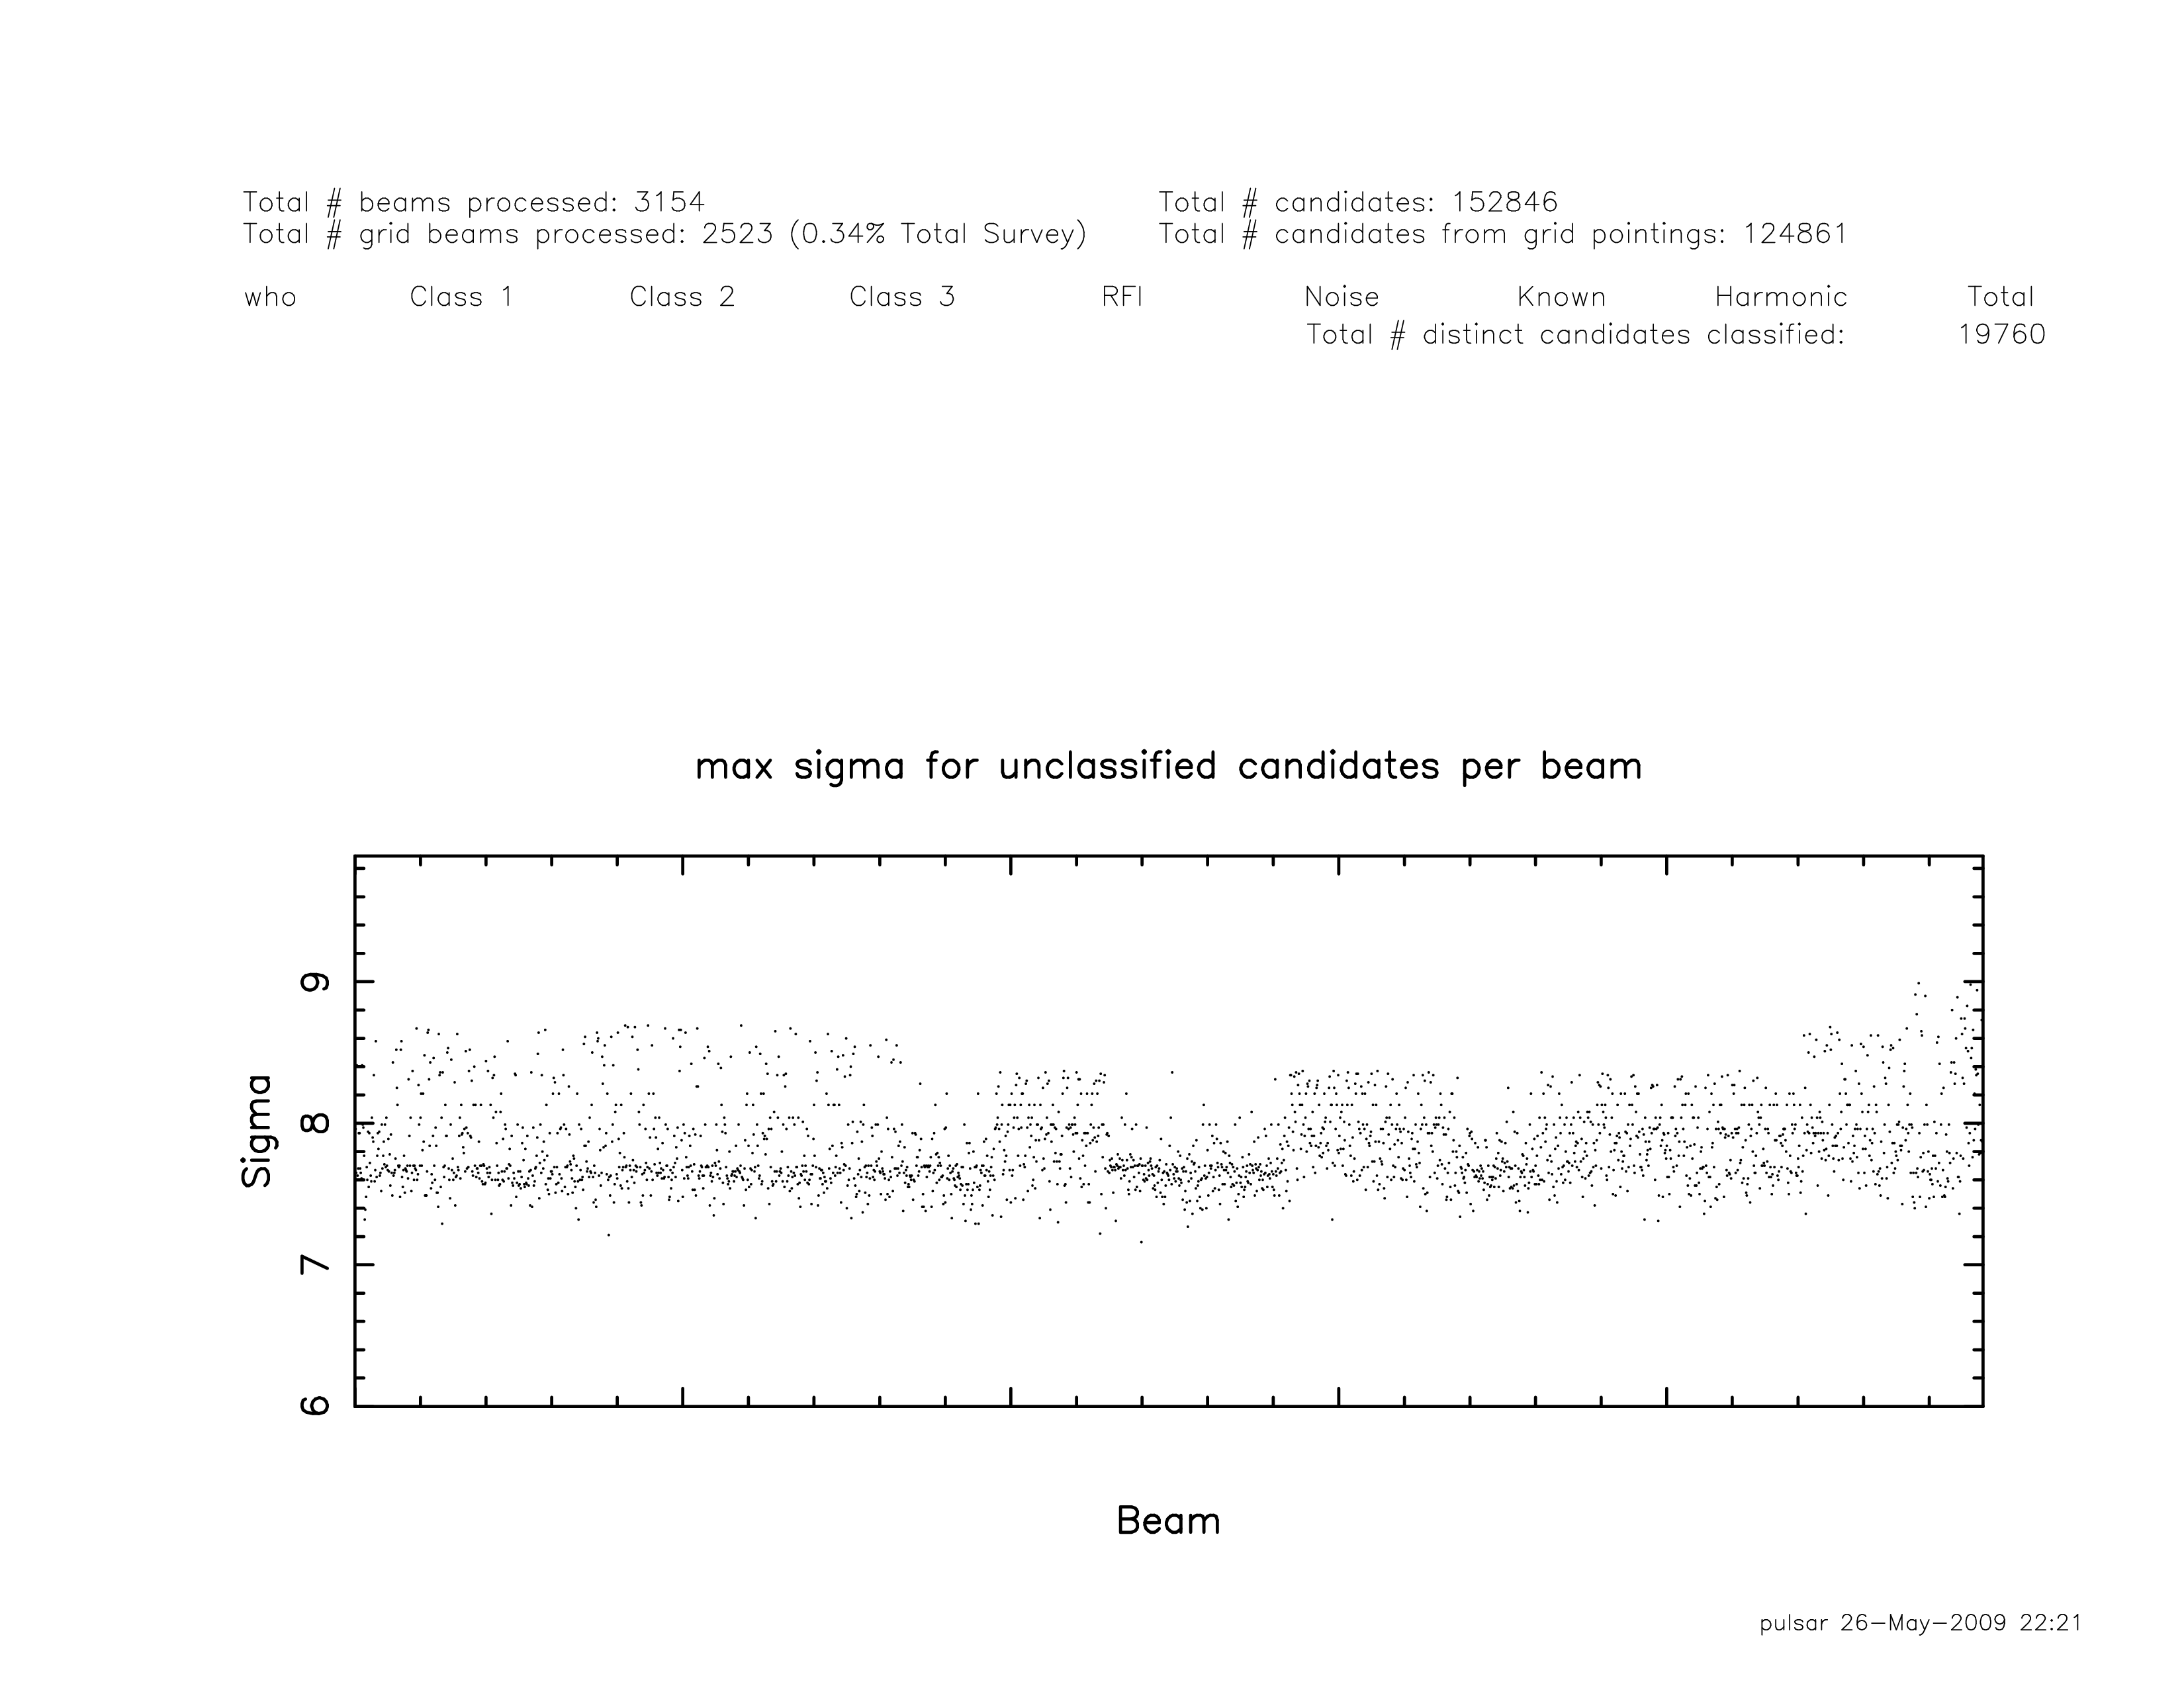 Total # beams processed: 3154 Total # candidates: 152846
Total # grid beams processed: 2523 (0.34% Total Survey) Total # candidates from grid pointings: 124861
who Class 1 Class 2 Class 3 RFI Noise Known Harmonic Total
Total # distinct candidates classified: 19760
max sigma for unclassified candidates per beam
9
8
7
6
Sigma
Beam
pulsar 26-May-2009 22:21